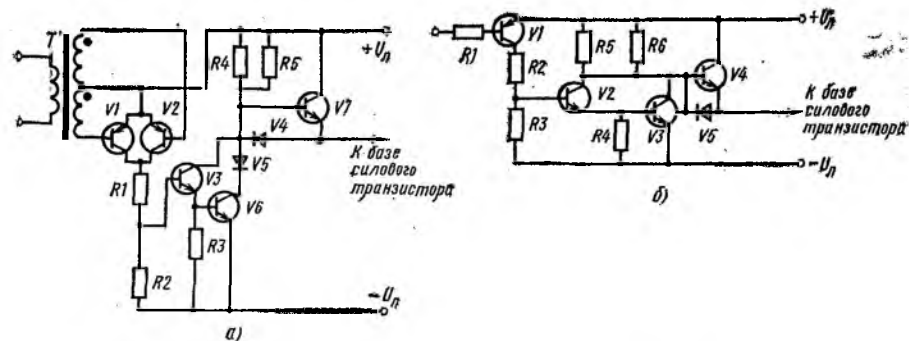 T
V1
V2
R1
R2
V3
R3
V6
V5
V4
R4
R5
V7
+Uп
К базе
силового
транзистора
−Uп
а)
R1
V1
R2
R3
V2
R4
R5
R6
V3
V5
V4
+Uп
К базе
силового
транзистора
−Uп
б)